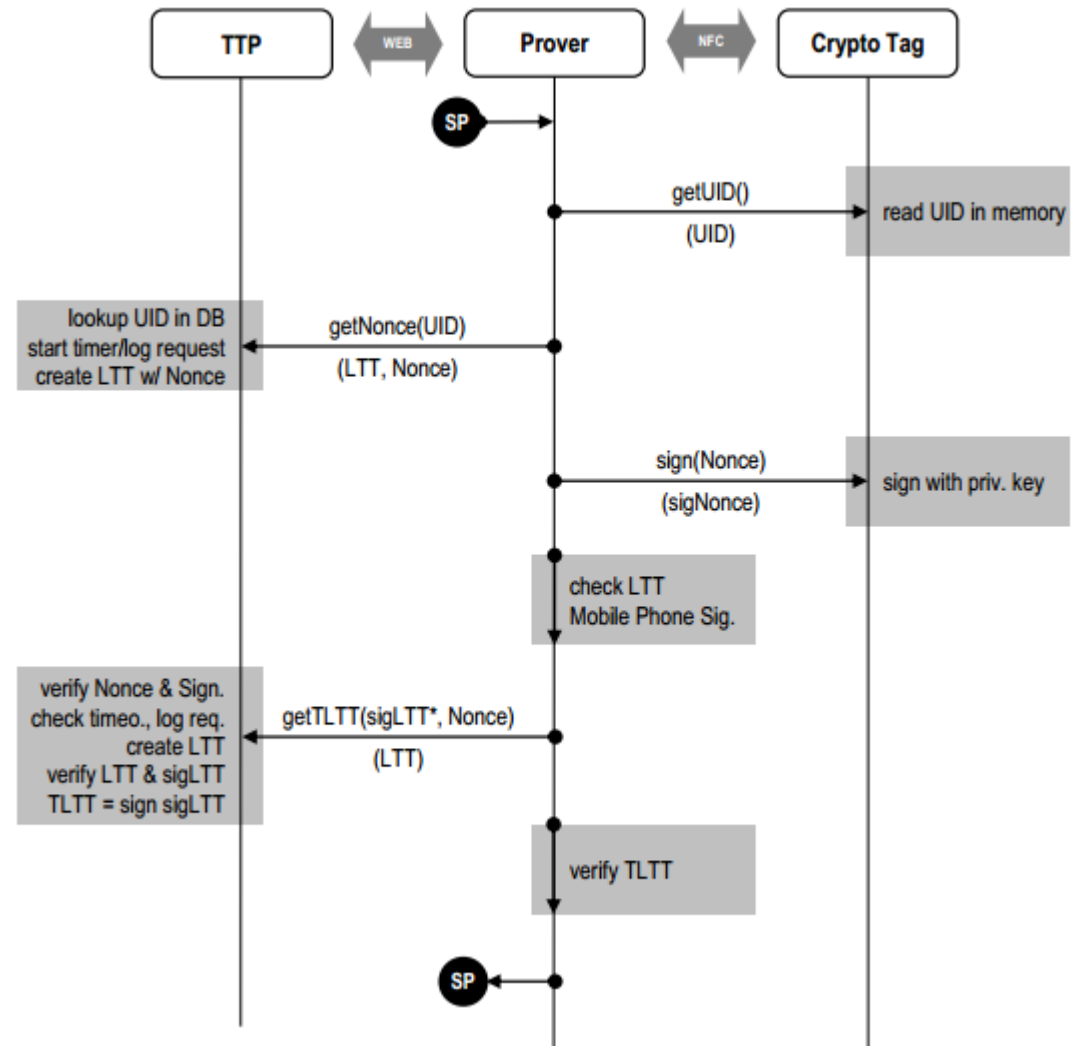 TTP
WEB
Prover
NFC
Crypto Tag
SP
getUID()
(UID)
read UID in memory
lookup UID in DB
start timer/log request
create LTT w/ Nonce
getNonce(UID)
(LTT, Nonce)
sign(Nonce)
(sigNonce)
sign with priv. key
check LTT
Mobile Phone Sig.
verify Nonce & Sign.
check timeo., log req.
create LTT
verify LTT & sigLTT
TLTT = sign sigLTT
getTLTT(sigLTT*, Nonce)
(LTT)
verify TLTT
SP